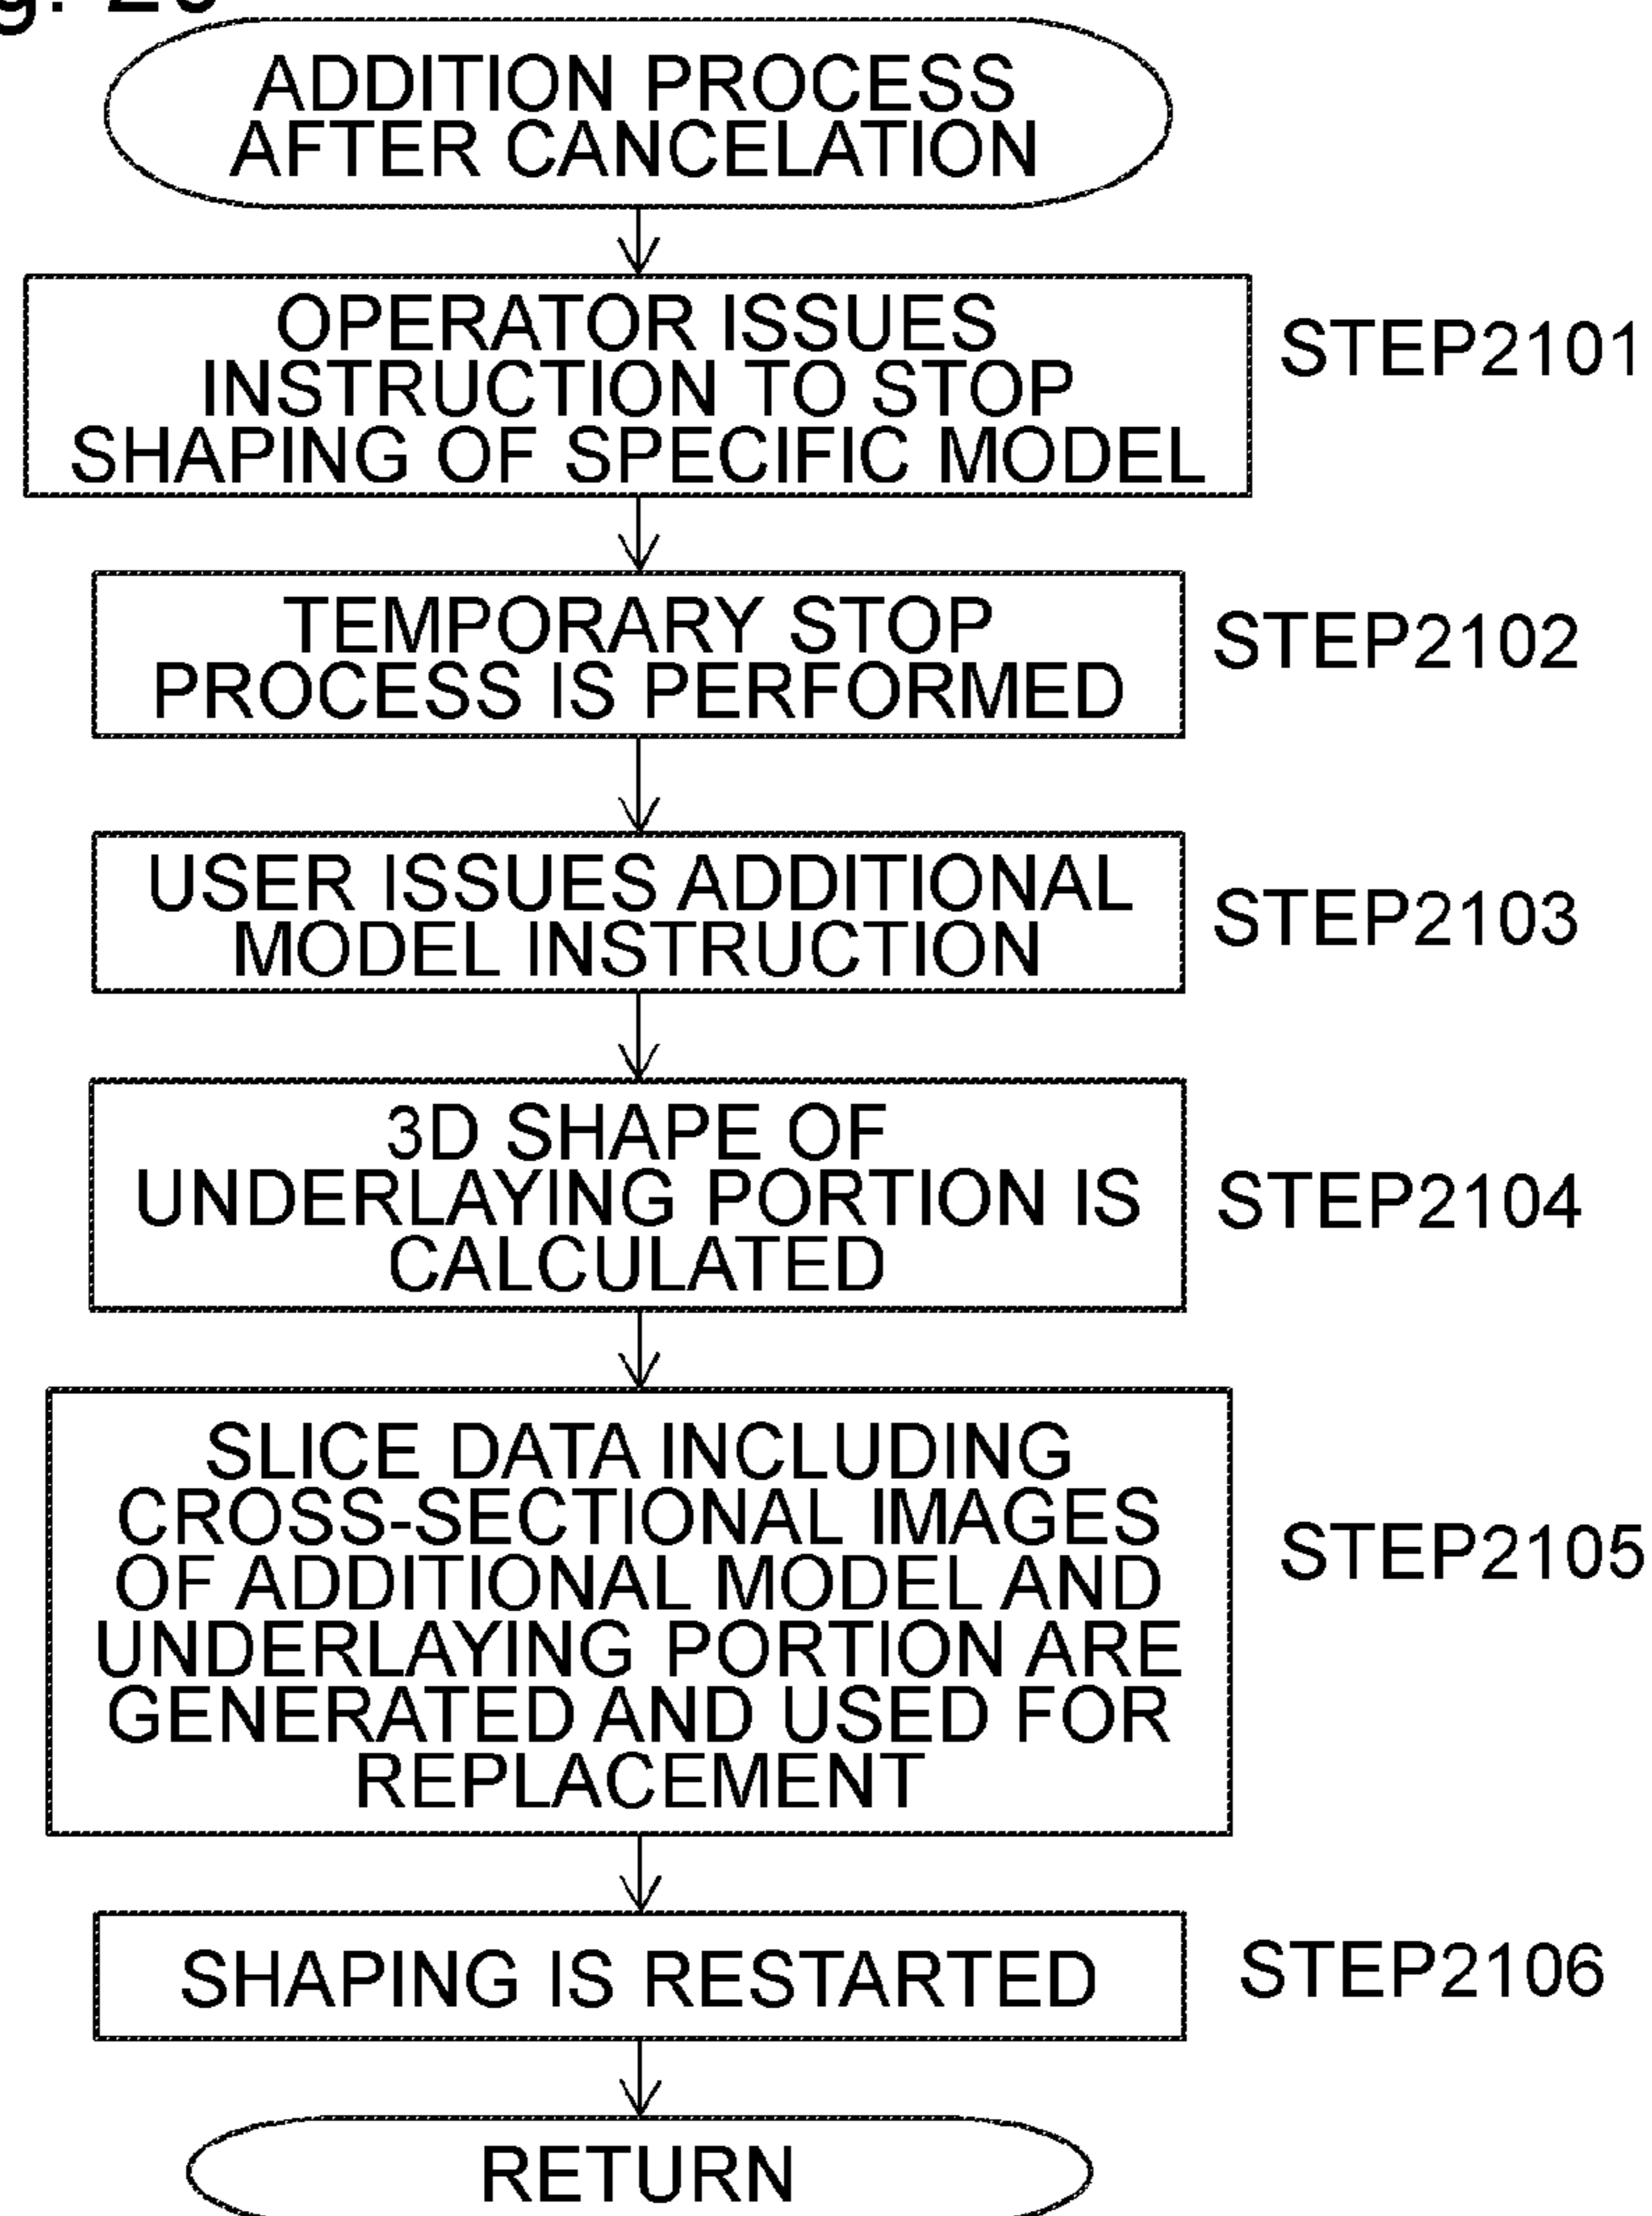 ADDITION PROCESS
AFTER CANCELATION
OPERATOR ISSUES
INSTRUCTION TO STOP
SHAPING OF SPECIFIC MODEL
STEP2101
TEMPORARY STOP
PROCESS IS PERFORMED
STEP2102
USER ISSUES ADDITIONAL
MODEL INSTRUCTION
STEP2103
3D SHAPE OF
UNDERLAYING PORTION IS
CALCULATED
STEP2104
SLICE DATA INCLUDING
CROSS-SECTIONAL IMAGES
OF ADDITIONAL MODEL AND
UNDERLAYING PORTION ARE
GENERATED AND USED FOR
REPLACEMENT
STEP2105
SHAPING IS RESTARTED
STEP2106
RETURN